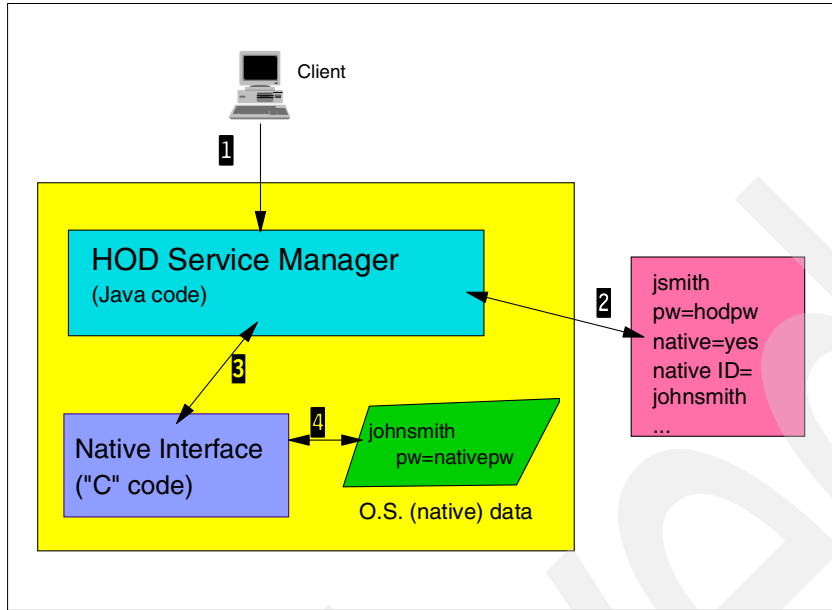 Client
1
HOD Service Manager
(Java code)
2
jsmith
pw=hodpw
native=yes
native ID=
johnsmith
...
3
Native Interface
("C" code)
4
johnsmith
pw=nativepw
O.S. (native) data